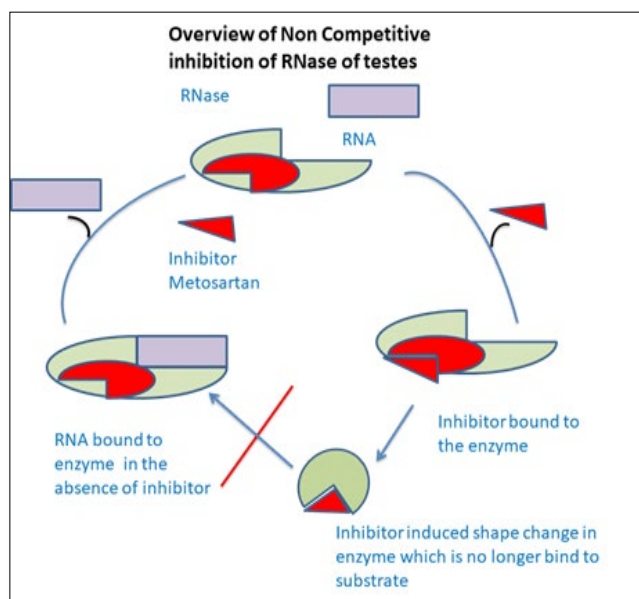 Overview of Non Competitive
inhibition of RNase of testes
RNase
RNA
Inhibitor
Metosartan
RNA bound to
enzyme in the
absence of inhibitor
Inhibitor bound to
the enzyme
Inhibitor induced shape change in
enzyme which is no longer bind to
substrate